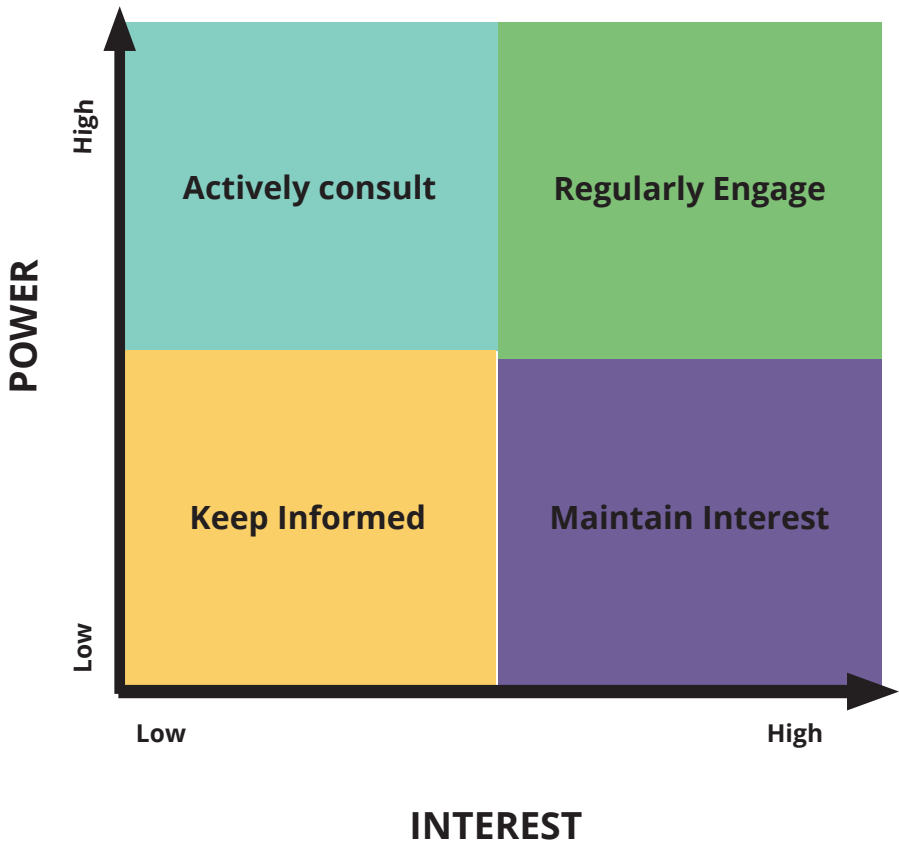 High
Actively consult
Regularly Engage
POWER
Keep Informed
Maintain Interest
Low
Low
High
INTEREST